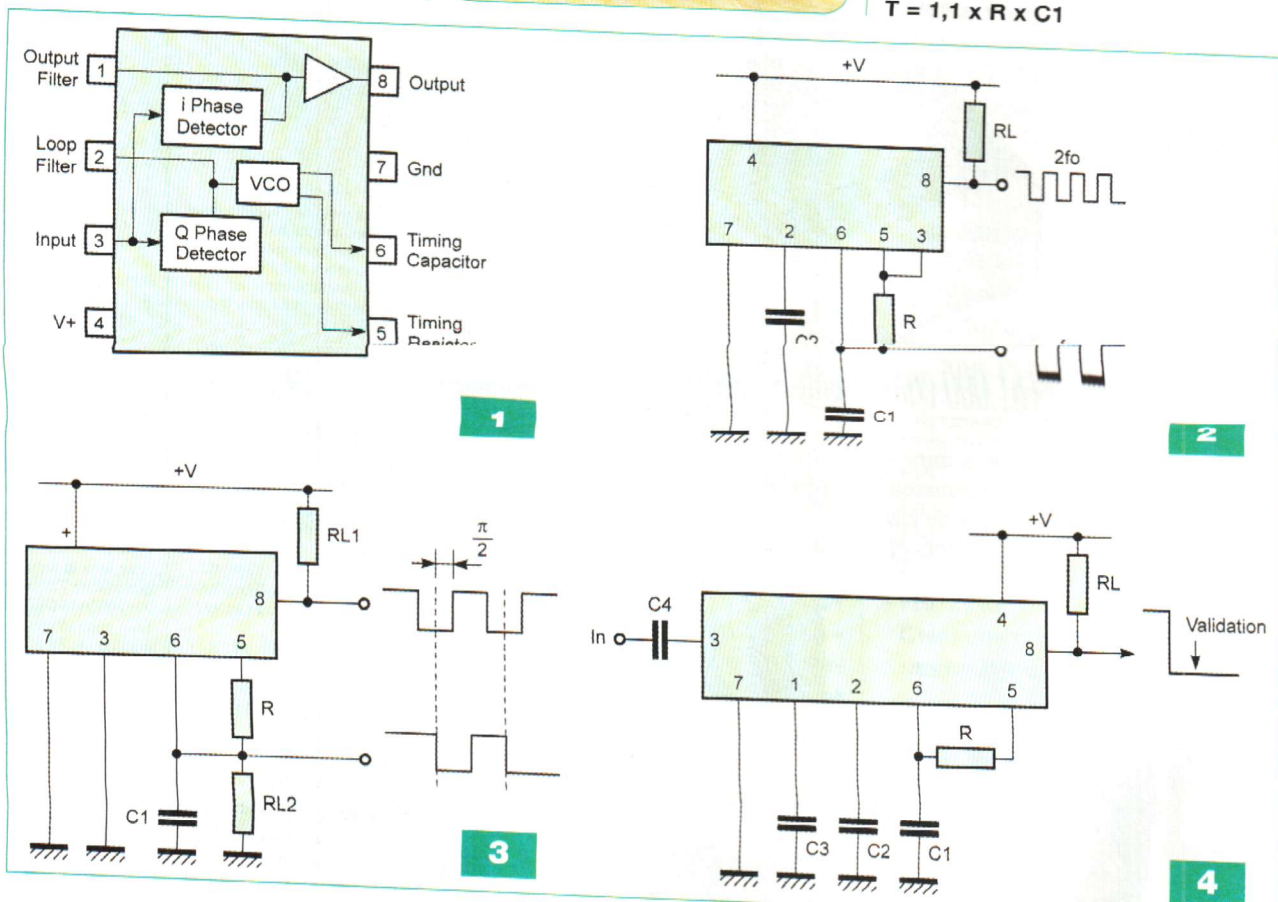 T = 1,1 x R x C1
Output
Filter
1
i Phase
Detector
8
Output
Loop
Filter
2
VCO
7
Gnd
Input
3
Q Phase
Detector
6
Timing
Capacitor
V+
4
5
Timing
1
+V
RL
4
8
2fo
7
2
6
5
3
R
C1
2
+V
+
RL1
π
2
8
7
3
6
5
R
C1
RL2
3
+V
RL
In
C4
3
4
8
Validation
7
1
2
6
5
R
C3
C2
C1
4